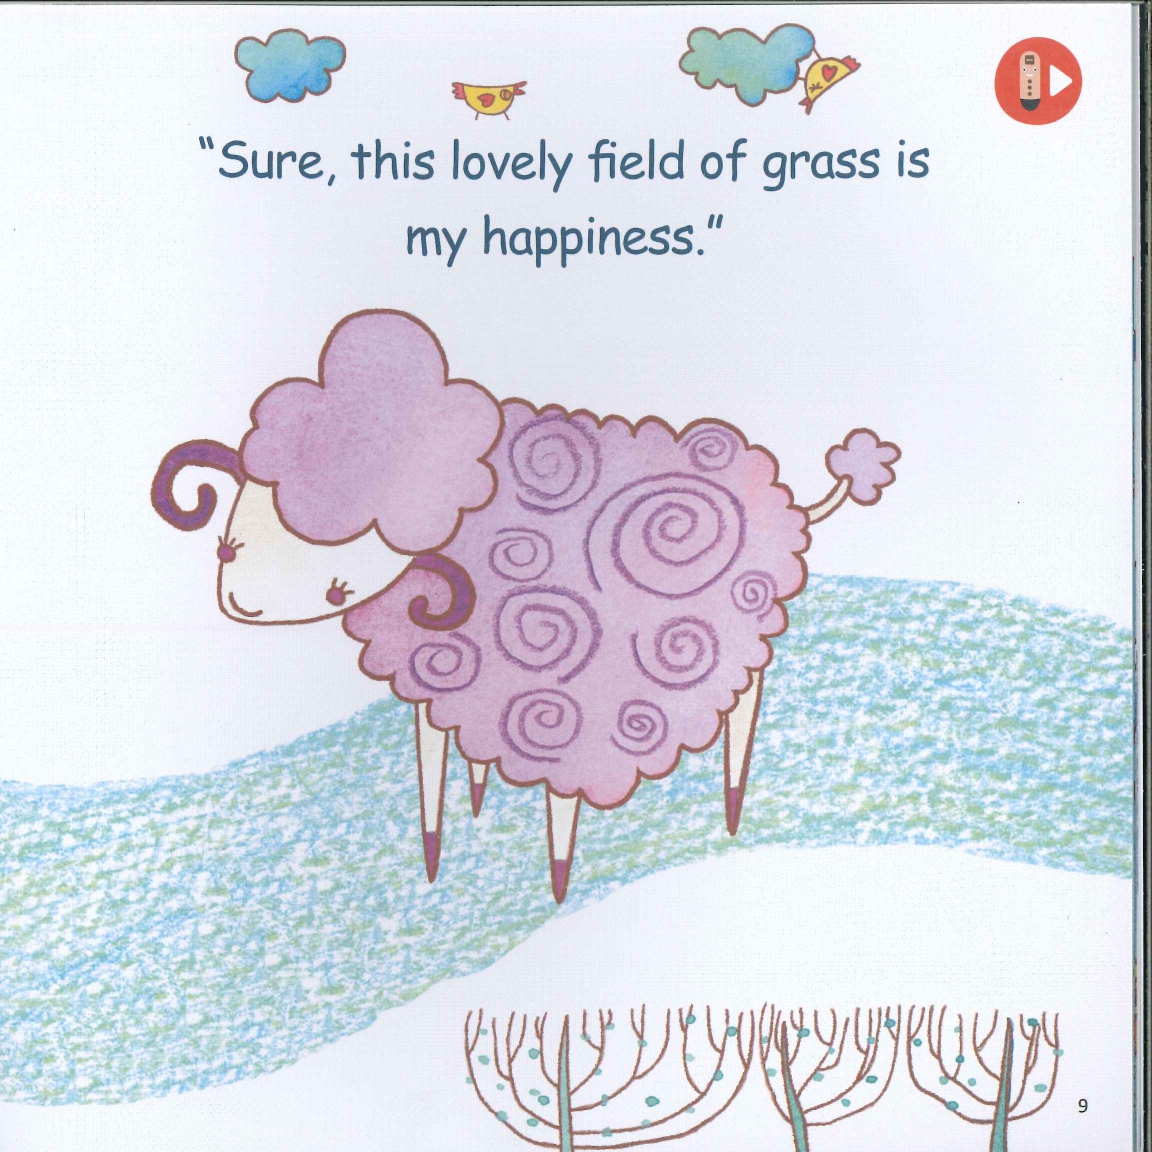 “Sure, this lovely field of grass is
my happiness.”
9